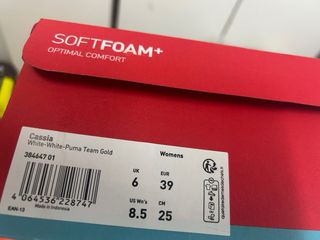 SOFTFOAM+
OPTIMAL COMFORT
Cassia
White-White-Puma Team Gold
384647 01
Womens
UK
EUR
6
39
US Wo's
CM
8.5
25
4 064536 228747
EAN-13
Made in Indonesia